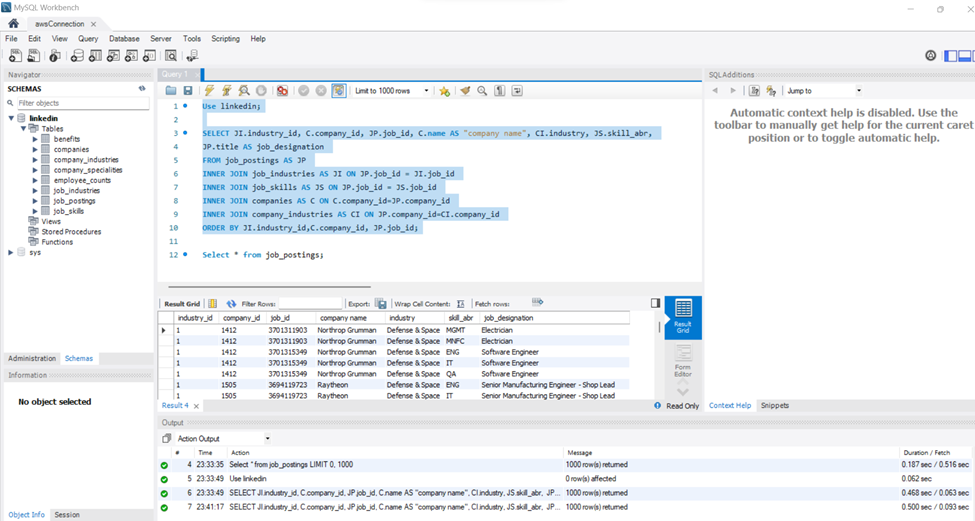 MySQL Workbench
awsConnection
File Edit View Query Database Server Tools Scripting Help
Navigator
SCHEMAS
Filter objects
linkedin
Tables
benefits
companies
company_industries
company_specialities
employee_counts
job_industries
job_postings
job_skills
Views
Stored Procedures
Functions
sys
Administration Schemas
Information
No object selected
Object Info Session
Query 1
Limit to 1000 rows
1 Use linkedin;
2
3 SELECT JI.industry_id, C.company_id, JP.job_id, C.name AS "company name", CI.industry, JS.skill_abr,
4 JP.title AS job_designation
5 FROM job_postings AS JP
6 INNER JOIN job_industries AS JI ON JP.job_id = JI.job_id
7 INNER JOIN job_skills AS JS ON JP.job_id = JS.job_id
8 INNER JOIN companies AS C ON C.company_id=JP.company_id
9 INNER JOIN company_industries AS CI ON JP.company_id=CI.company_id
10 ORDER BY JI.industry_id,C.company_id, JP.job_id;
11
12 Select * from job_postings;
Result Grid Filter Rows: Export: Wrap Cell Content: Fetch rows:
industry_id company_id job_id company name industry skill_abr job_designation
1 1412 3701311903 Northrop Grumman Defense & Space MGMT Electrician
1 1412 3701311903 Northrop Grumman Defense & Space MNFC Electrician
1 1412 3701315349 Northrop Grumman Defense & Space ENG Software Engineer
1 1412 3701315349 Northrop Grumman Defense & Space IT Software Engineer
1 1412 3701315349 Northrop Grumman Defense & Space QA Software Engineer
1 1505 3694119723 Raytheon Defense & Space ENG Senior Manufacturing Engineer - Shop Lead
1 1505 3694119723 Raytheon Defense & Space IT Senior Manufacturing Engineer - Shop Lead
Result Grid
Form Editor
Result 4
Read Only
SQLAdditions
Jump to
Automatic context help is disabled. Use the
toolbar to manually get help for the current caret
position or to toggle automatic help.
Context Help Snippets
Output
Action Output
# Time Action Message Duration / Fetch
4 23:33:35 Select * from job_postings LIMIT 0, 1000 1000 row(s) returned 0.187 sec / 0.516 sec
5 23:33:49 Use linkedin 0 row(s) affected 0.062 sec
6 23:33:49 SELECT JI.industry_id, C.company_id, JP.job_id, C.name AS "company name", CI.industry, JS.skill_abr, JP... 1000 row(s) returned 0.468 sec / 0.063 sec
7 23:41:17 SELECT JI.industry_id, C.company_id, JP.job_id, C.name AS "company name", CI.industry, JS.skill_abr, JP... 1000 row(s) returned 0.500 sec / 0.093 sec